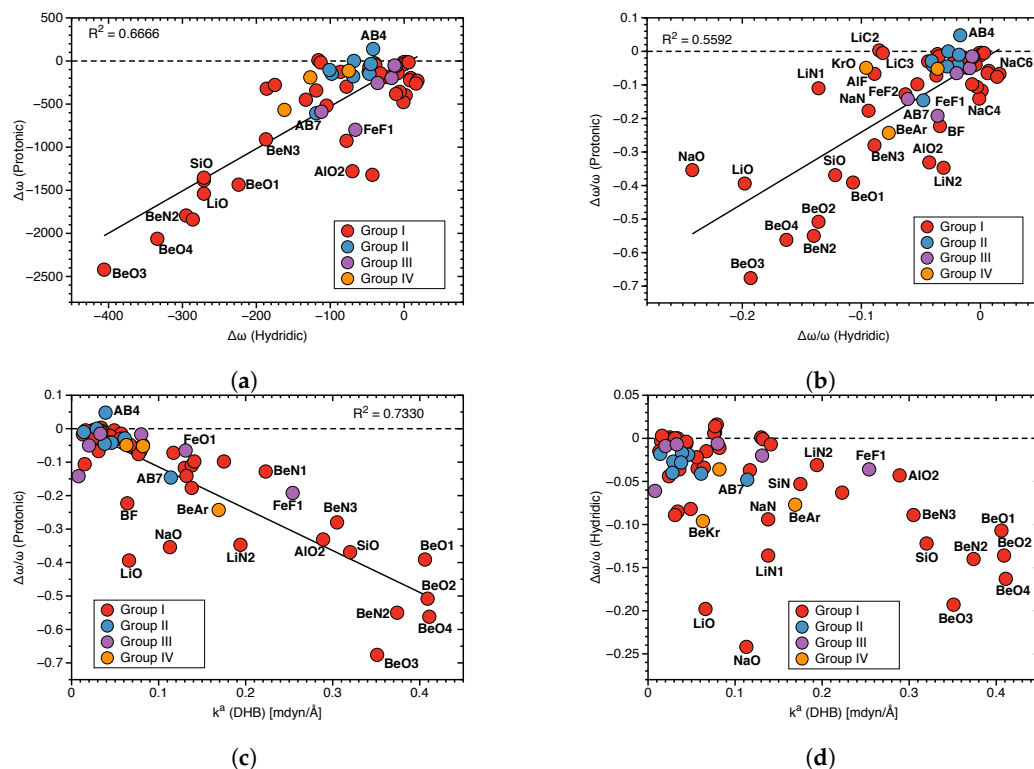 R² = 0.6666
AB4
AB7
FeF1
BeN3
SiO
BeO1
AlO2
LiO
BeN2
BeO4
BeO3
Group I
Group II
Group III
Group IV
500
0
−500
−1000
−1500
−2000
−2500
−400
−300
−200
−100
0
Δω (Protonic)
Δω (Hydridic)
(a)
R² = 0.5592
LiC2
AB4
KrO
LiC3
NaC6
LiN1
AlF
FeF2
NaN
FeF1
NaC4
AB7
BeAr
BF
BeN3
AlO2
NaO
LiO
SiO
BeO1
LiN2
BeO2
BeO4
BeN2
BeO3
Group I
Group II
Group III
Group IV
0.1
0
−0.1
−0.2
−0.3
−0.4
−0.5
−0.6
−0.7
−0.2
−0.1
0
Δω/ω (Protonic)
Δω/ω (Hydridic)
(b)
R² = 0.7330
AB4
FeO1
BeN1
AB7
FeF1
BF
BeAr
BeN3
NaO
LiN2
AlO2
SiO
BeO1
LiO
BeO2
BeN2
BeO4
BeO3
Group I
Group II
Group III
Group IV
0.1
0
−0.1
−0.2
−0.3
−0.4
−0.5
−0.6
−0.7
0
0.1
0.2
0.3
0.4
Δω/ω (Protonic)
kᵃ (DHB) [mdyn/Å]
(c)
LiN2
FeF1
AB7
SiN
AlO2
NaN
BeAr
BeKr
BeN3
BeO1
LiN1
SiO
BeN2
BeO2
BeO4
LiO
BeO3
NaO
Group I
Group II
Group III
Group IV
0.05
0
−0.05
−0.10
−0.15
−0.20
−0.25
0
0.1
0.2
0.3
0.4
Δω/ω (Hydridic)
kᵃ (DHB) [mdyn/Å]
(d)